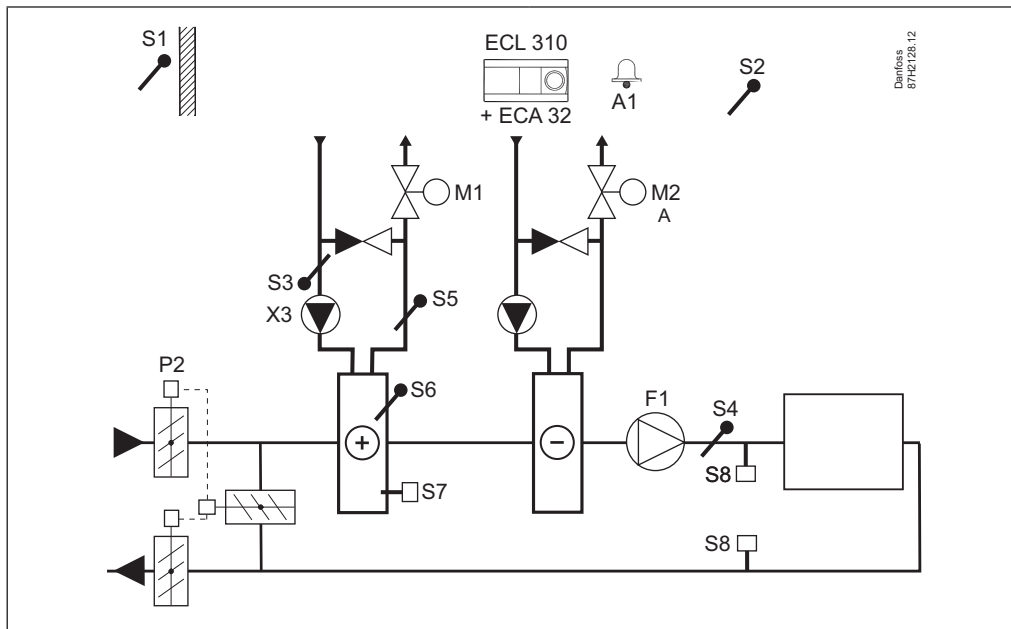 S1
ECL 310
+ ECA 32
A1
S2
Danfoss
87H2128.12
M1
M2
A
S3
S5
X3
P2
S6
F1
S4
+
−
S7
S8
S8